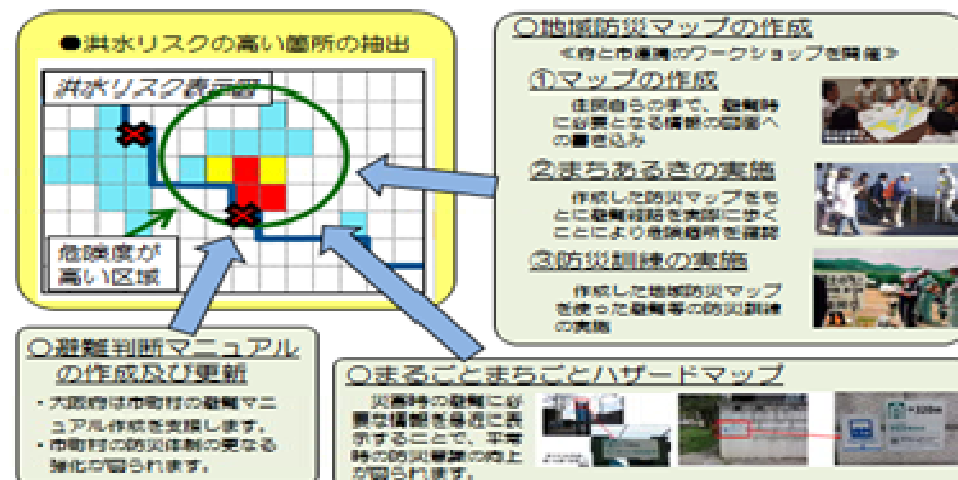 ●洪水リスクの高い箇所の抽出
洪水リスク表示図
危険度が
高い区域
〇地域防災マップの作成
≪府と市連携のワークショップを開催≫
①マップの作成
住民自らの手で、避難時
に必要となる情報の図面へ
の書き込み
②まちあるきの実施
作成した防災マップをも
とに避難経路を実際に歩く
ことにより危険箇所を確認
③防災訓練の実施
作成した地域防災マップ
を使った避難等の防災訓練
の実施
〇避難判断マニュアル
の作成及び更新
・大阪府は市町村の避難マニ
ュアル作成を支援します。
・市町村の防災体制の更なる
強化が図られます。
〇まるごとまちごとハザードマップ
災害時の避難に必
要な情報を身近に表
示することで、平常
時の防災意識の向上
が図られます。